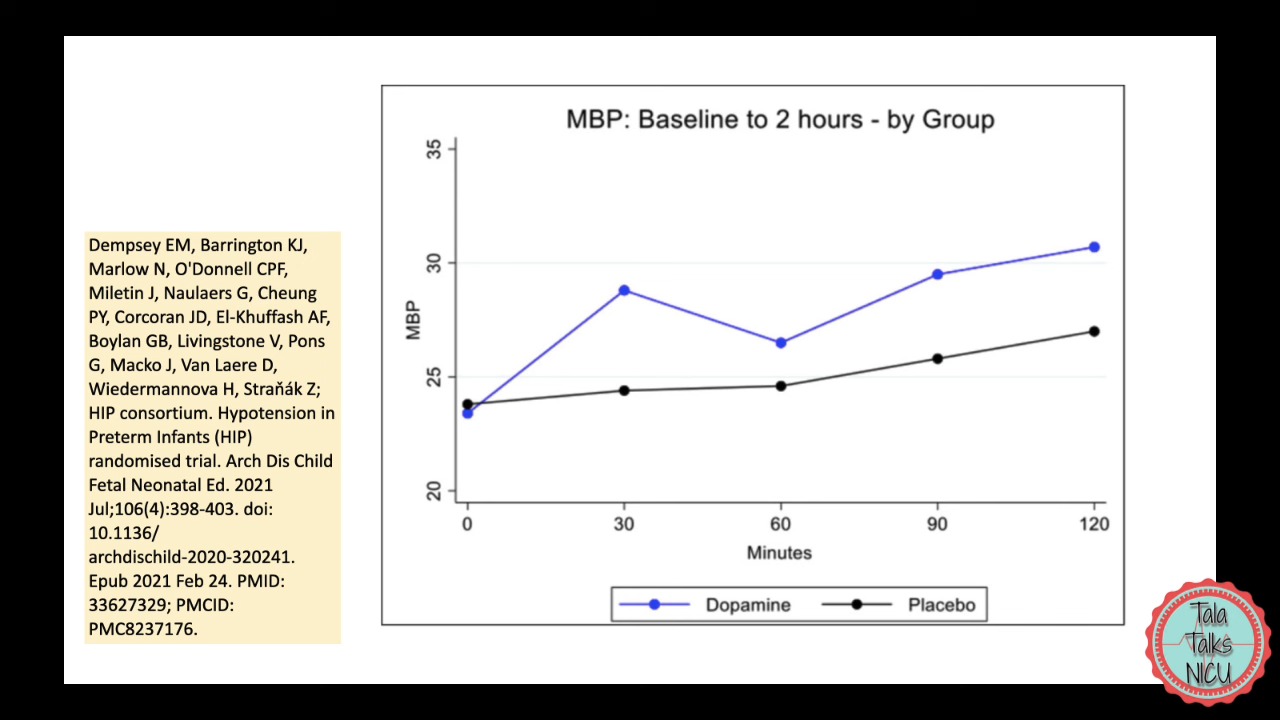 MBP: Baseline to 2 hours - by Group
35
30
25
20
MBP
0 30 60 90 120
Minutes
Dopamine Placebo
Dempsey EM, Barrington KJ,
Marlow N, O'Donnell CPF,
Miletin J, Naulaers G, Cheung
PY, Corcoran JD, El-Khuffash AF,
Boylan GB, Livingstone V, Pons
G, Macko J, Van Laere D,
Wiedermannova H, Straňák Z;
HIP consortium. Hypotension in
Preterm Infants (HIP)
randomised trial. Arch Dis Child
Fetal Neonatal Ed. 2021
Jul;106(4):398-403. doi:
10.1136/
archdischild-2020-320241.
Epub 2021 Feb 24. PMID:
33627329; PMCID:
PMC8237176.
Tala
Talks
NICU